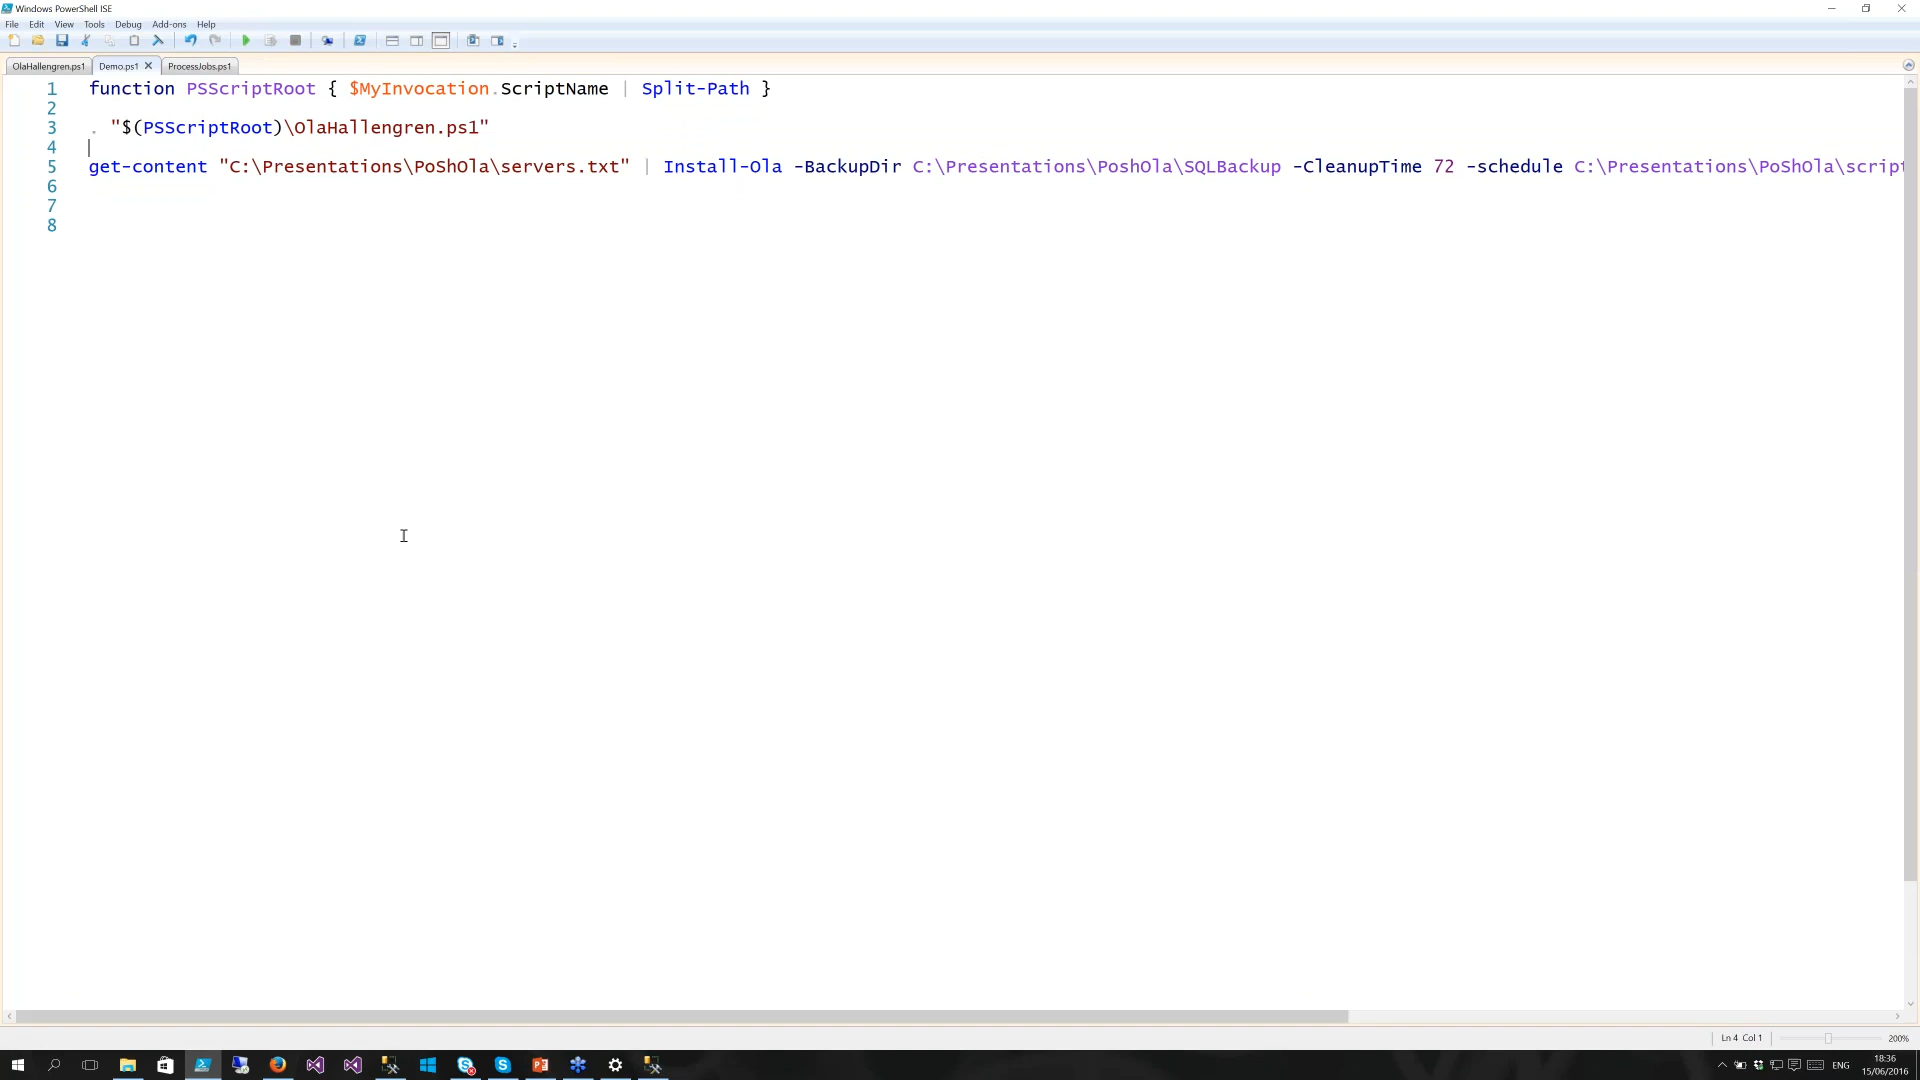 Windows PowerShell ISE
File Edit View Tools Debug Add-ons Help
OlaHallengren.ps1 Demo.ps1 ProcessJobs.ps1
1 function PSScriptRoot { $MyInvocation.ScriptName | Split-Path }
2
3 . "$(PSScriptRoot)\OlaHallengren.ps1"
4
5 get-content "C:\Presentations\PoShOla\servers.txt" | Install-Ola -BackupDir C:\Presentations\PoshOla\SQLBackup -CleanupTime 72 -schedule C:\Presentations\PoShOla\script
6
7
8
Ln 4 Col 1 200%
ENG
18:36
15/06/2016